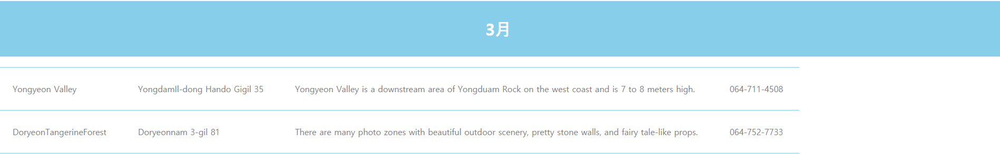 3月
Yongyeon Valley YongdamIl-dong Hando Gigil 35 Yongyeon Valley is a downstream area of Yongduam Rock on the west coast and is 7 to 8 meters high. 064-711-4508
DoryeonTangerineForest Doryeonnam 3-gil 81 There are many photo zones with beautiful outdoor scenery, pretty stone walls, and fairy tale-like props. 064-752-7733